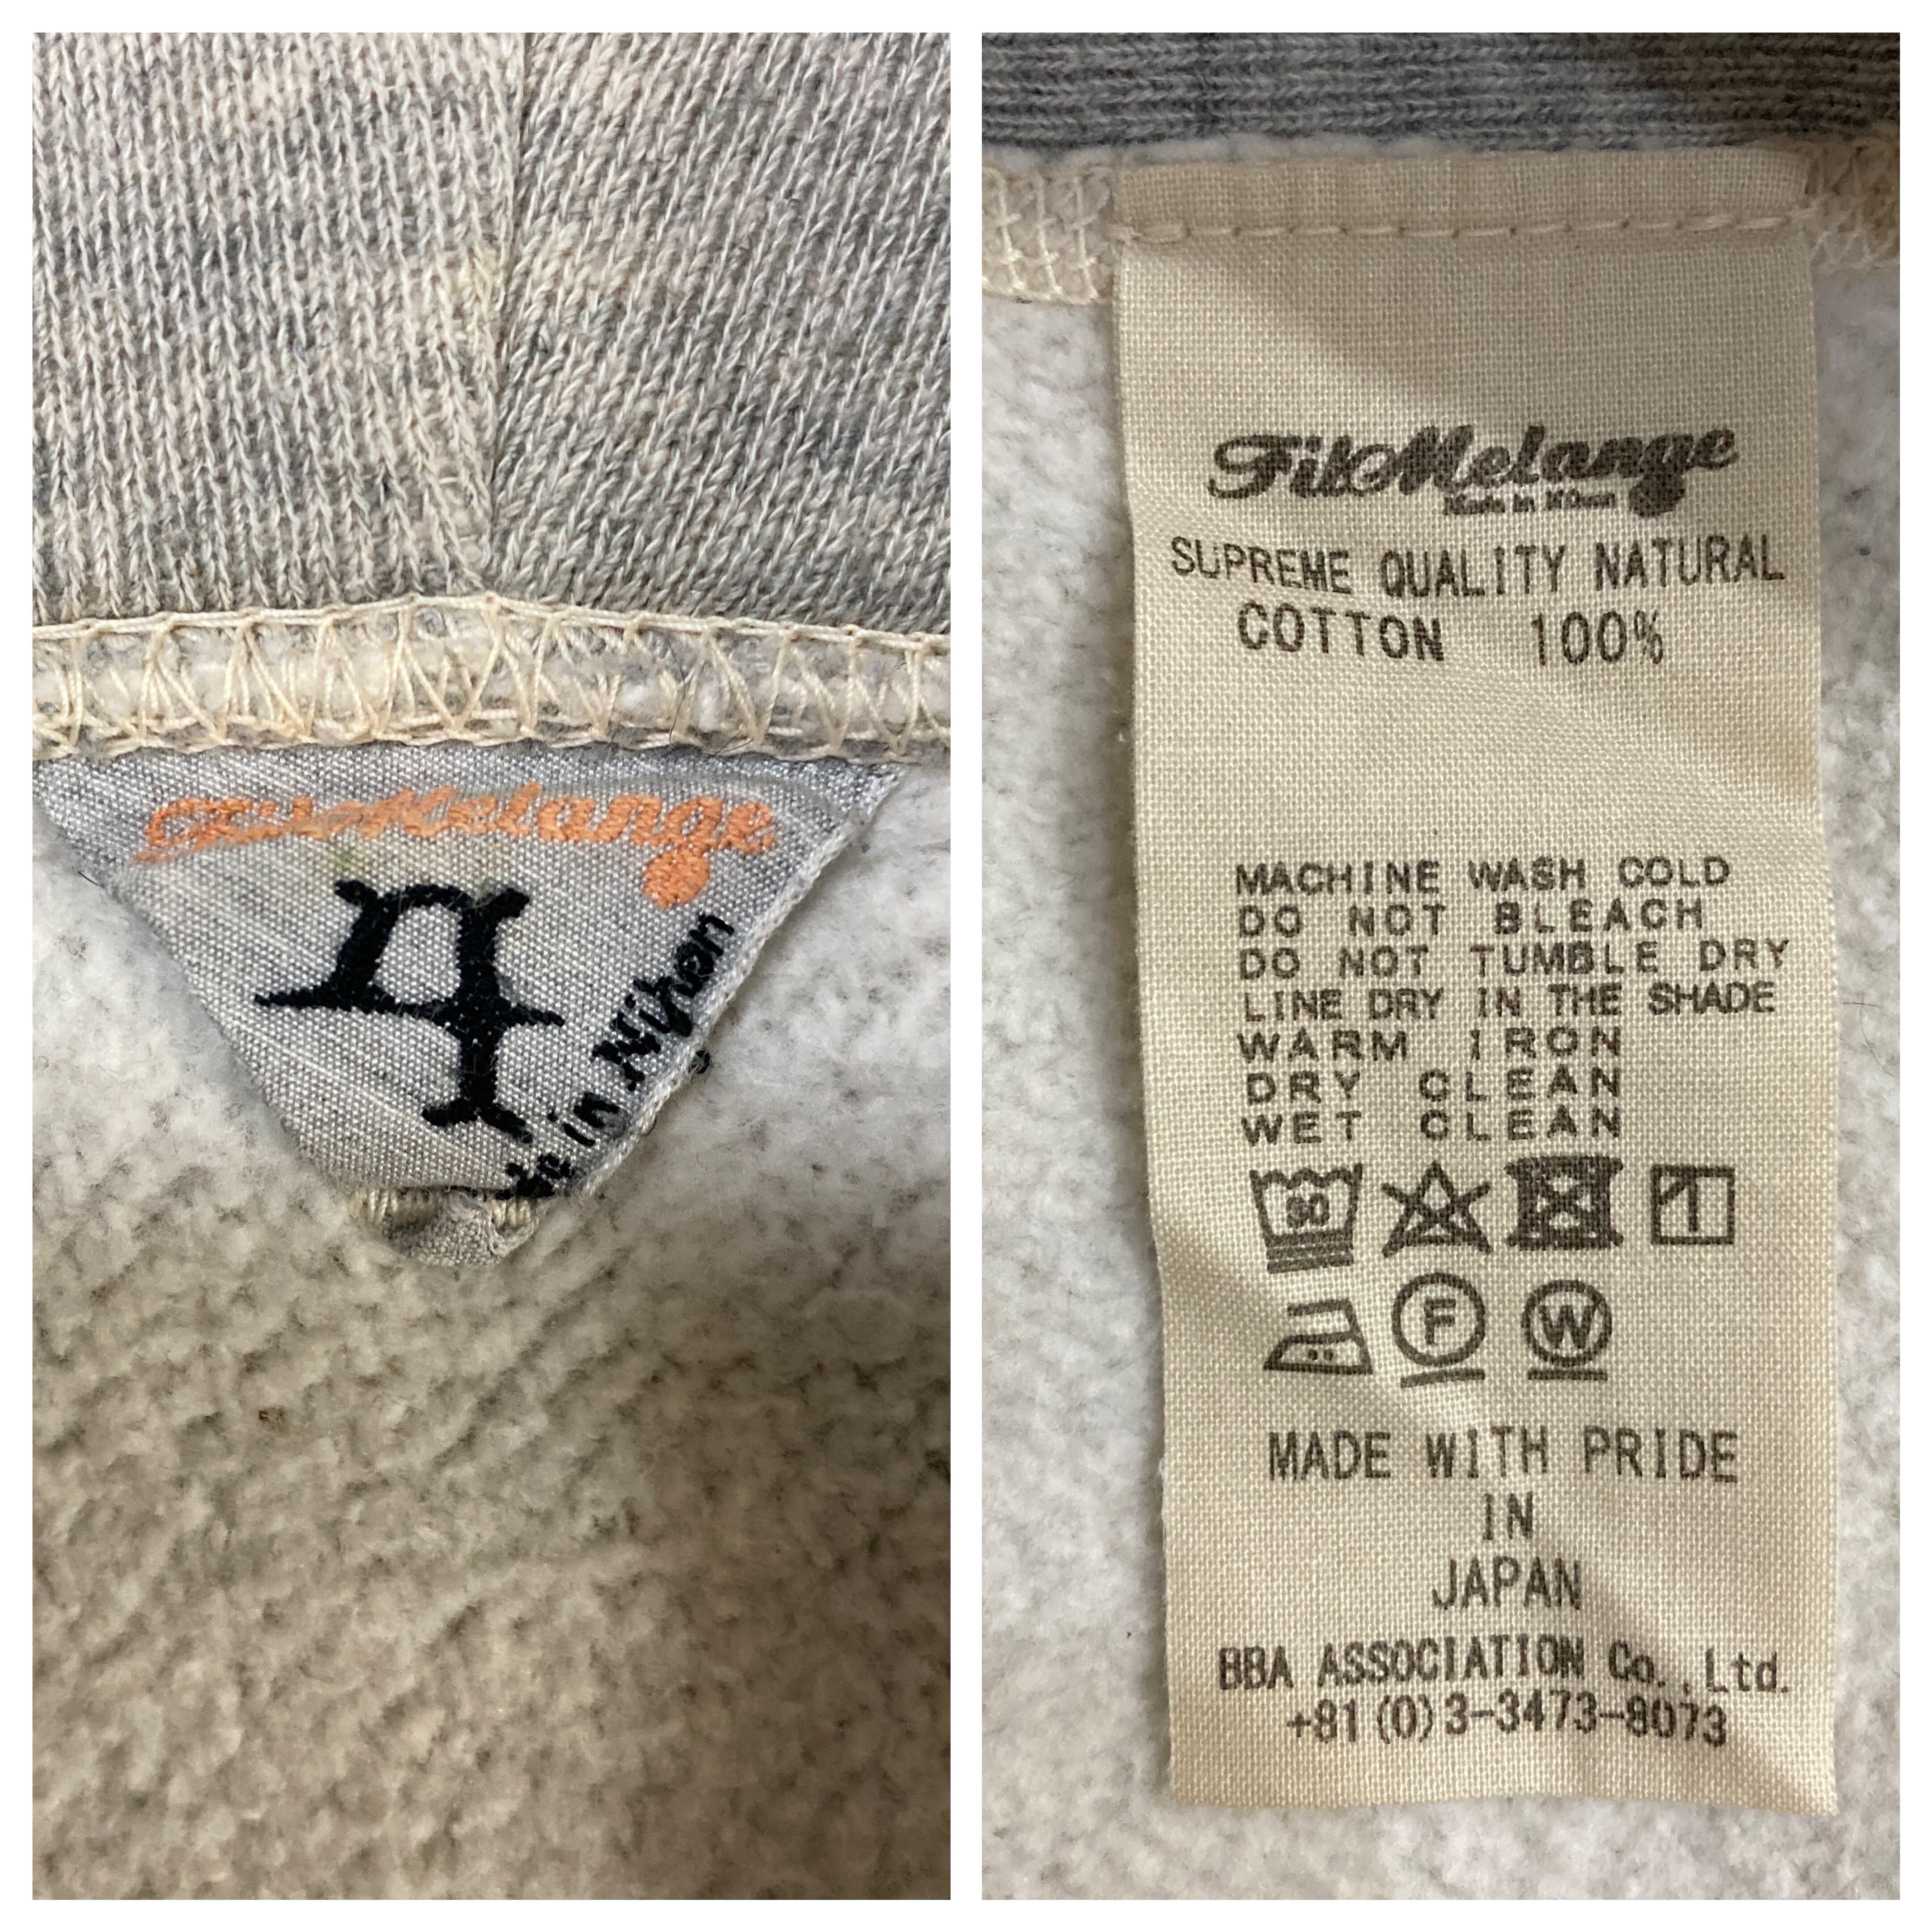 FilMelange
4
in Nihon
FilMelange
SUPREME QUALITY NATURAL
COTTON 100%
MACHINE WASH COLD
DO NOT BLEACH
DO NOT TUMBLE DRY
LINE DRY IN THE SHADE
WARM IRON
DRY CLEAN
WET CLEAN
F W
MADE WITH PRIDE
IN
JAPAN
BBA ASSOCIATION Co.,Ltd.
+81(0)3-3473-8073